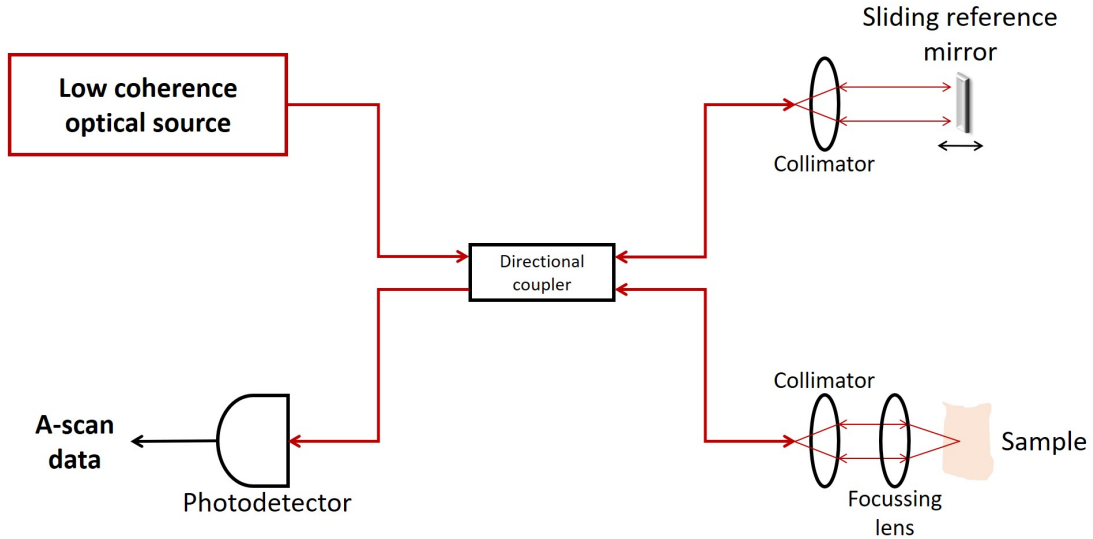 Sliding reference
mirror
Low coherence
optical source
Collimator
Directional
coupler
Collimator
A-scan
data
Sample
Photodetector
Focussing
lens